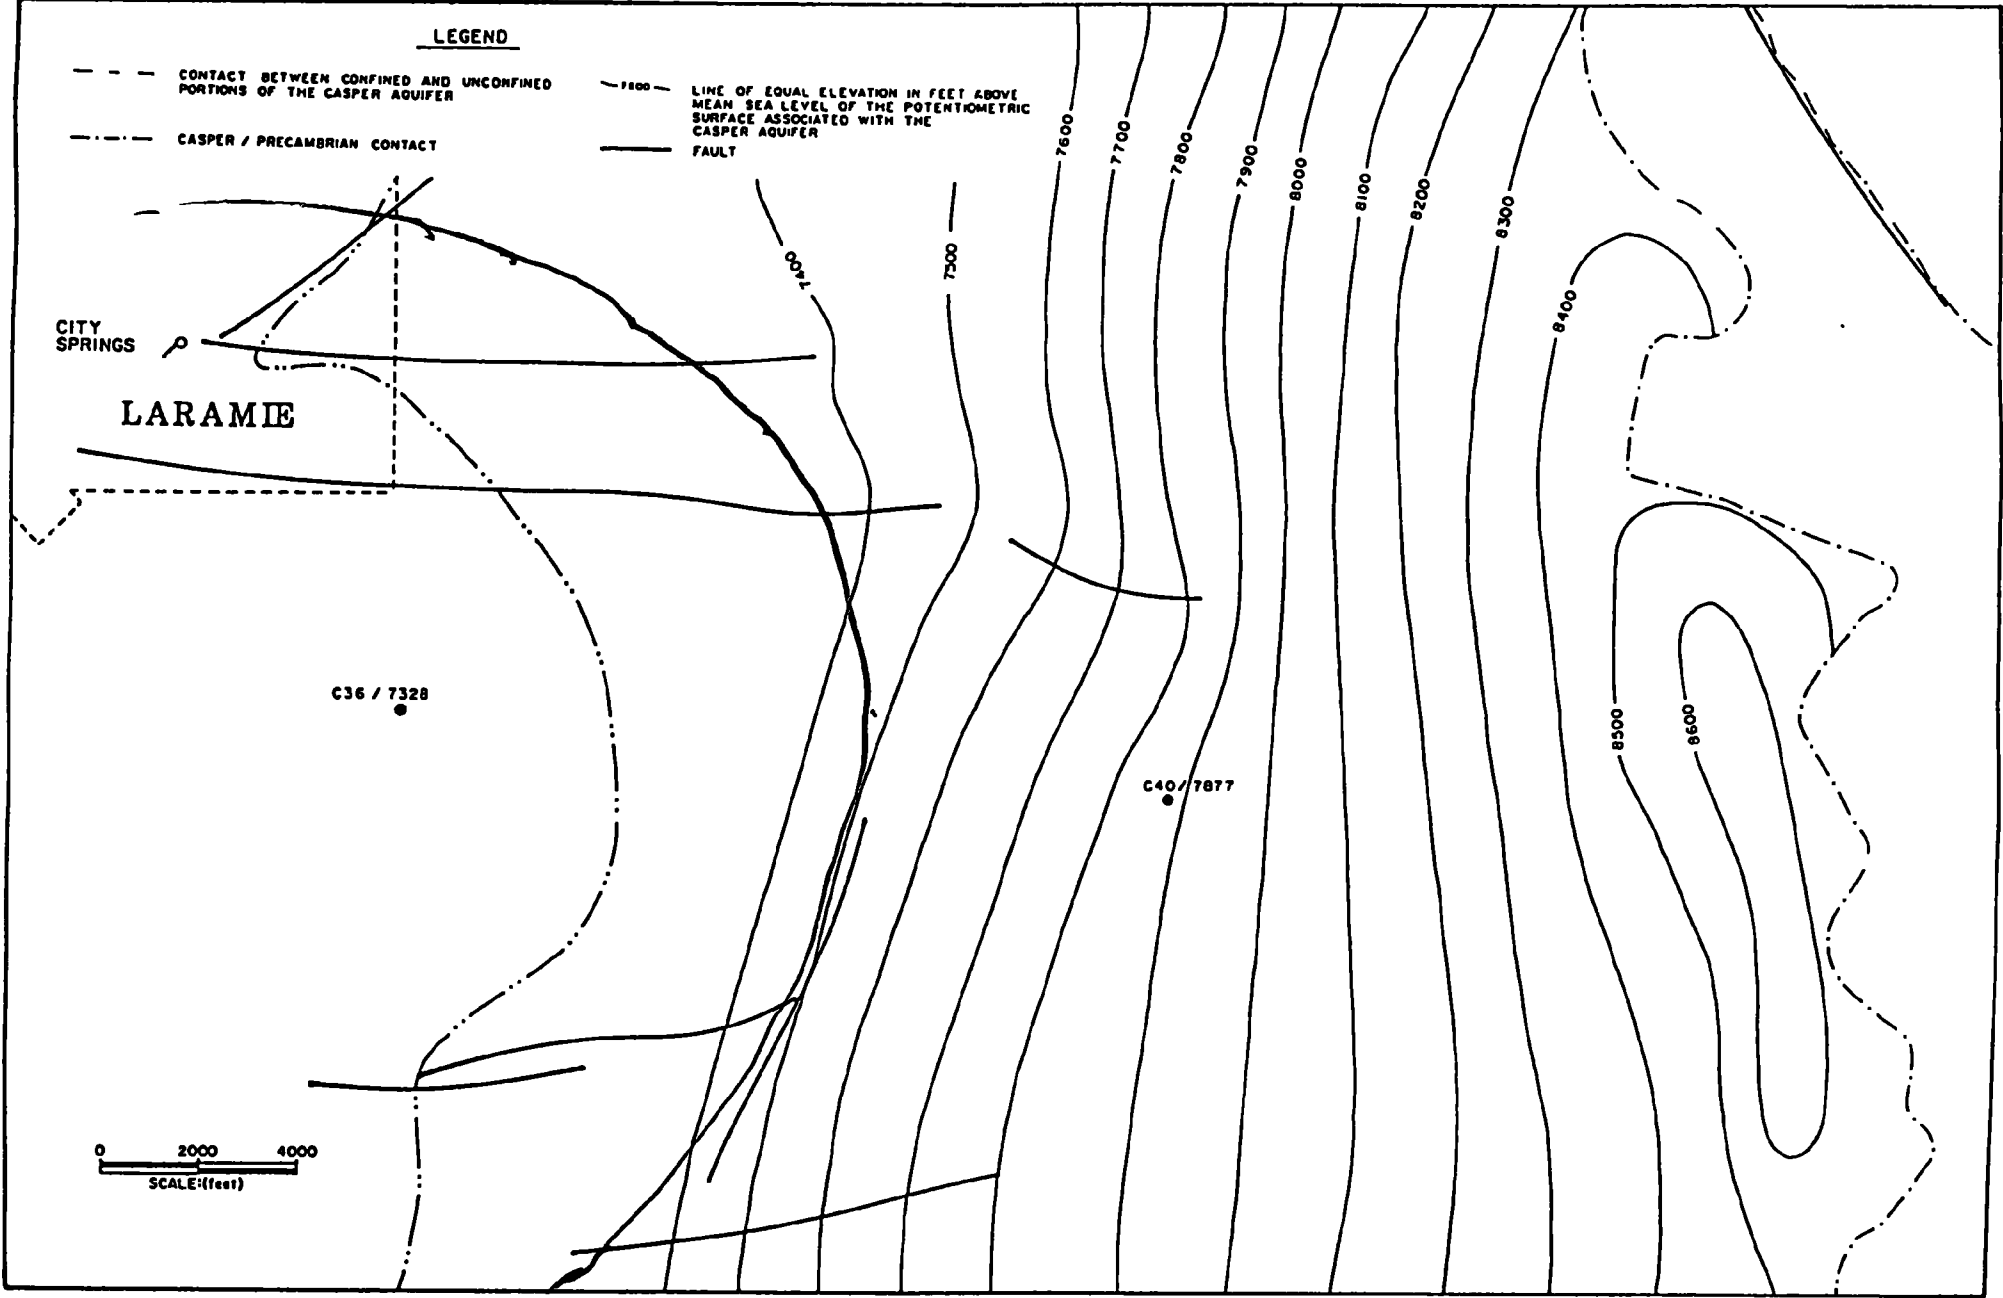 LEGEND
CONTACT BETWEEN CONFINED AND UNCONFINED
PORTIONS OF THE CASPER AQUIFER
CASPER / PRECAMBRIAN CONTACT
7800
LINE OF EQUAL ELEVATION IN FEET ABOVE
MEAN SEA LEVEL OF THE POTENTIOMETRIC
SURFACE ASSOCIATED WITH THE
CASPER AQUIFER
FAULT
7400
7500
7600
7700
7800
7900
8000
8100
8200
8300
8400
8500
8600
CITY
SPRINGS
LARAMIE
C36 / 7328
C40/7877
0 2000 4000
SCALE:(feet)